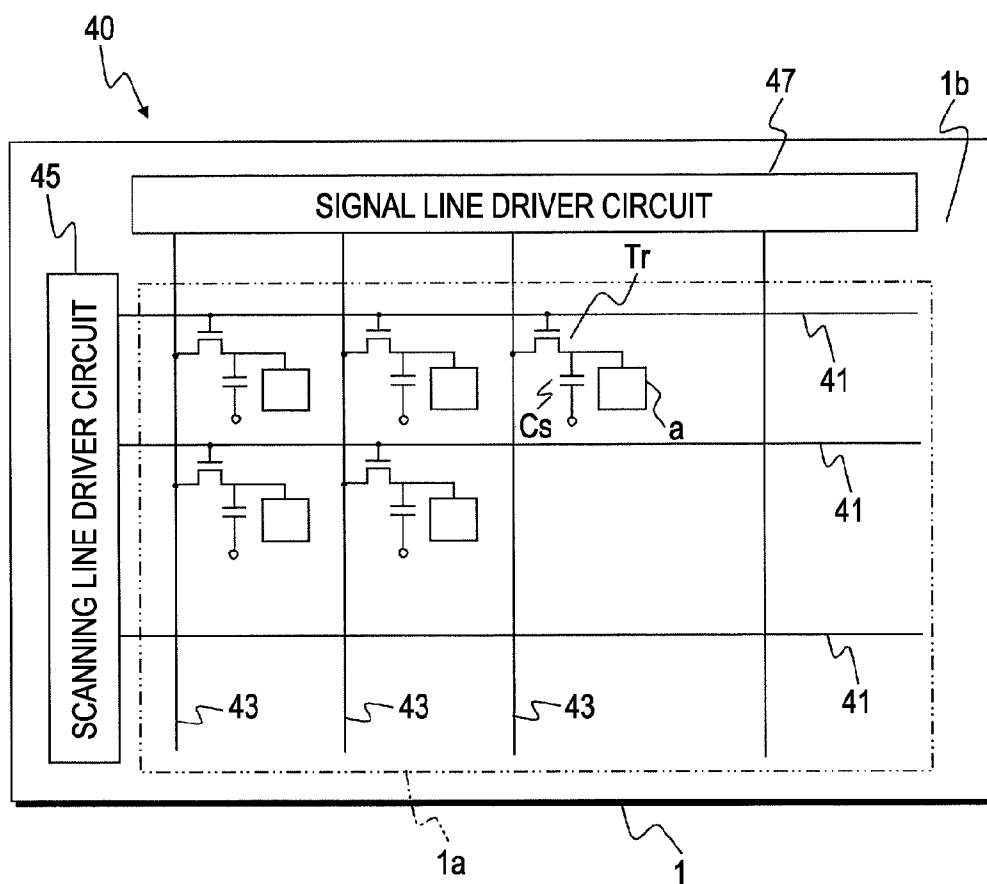 40
47
1b
45
SIGNAL LINE DRIVER CIRCUIT
SCANNING LINE DRIVER CIRCUIT
Tr
41
Cs
a
41
41
43
43
43
1a
1